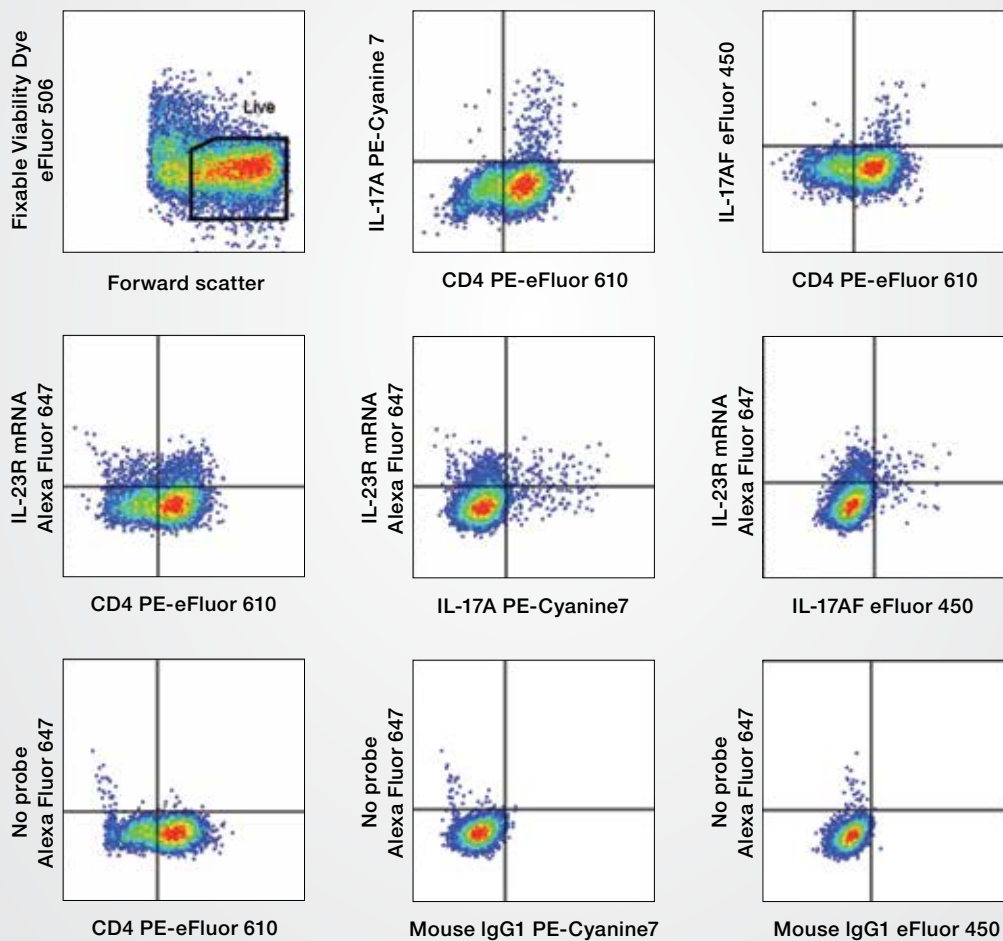 Fixable Viability Dye
eFluor 506
Live
Forward scatter
IL-17A PE-Cyanine 7
CD4 PE-eFluor 610
IL-17AF eFluor 450
CD4 PE-eFluor 610
IL-23R mRNA
Alexa Fluor 647
CD4 PE-eFluor 610
IL-23R mRNA
Alexa Fluor 647
IL-17A PE-Cyanine7
IL-23R mRNA
Alexa Fluor 647
IL-17AF eFluor 450
No probe
Alexa Fluor 647
CD4 PE-eFluor 610
No probe
Alexa Fluor 647
Mouse IgG1 PE-Cyanine7
No probe
Alexa Fluor 647
Mouse IgG1 eFluor 450